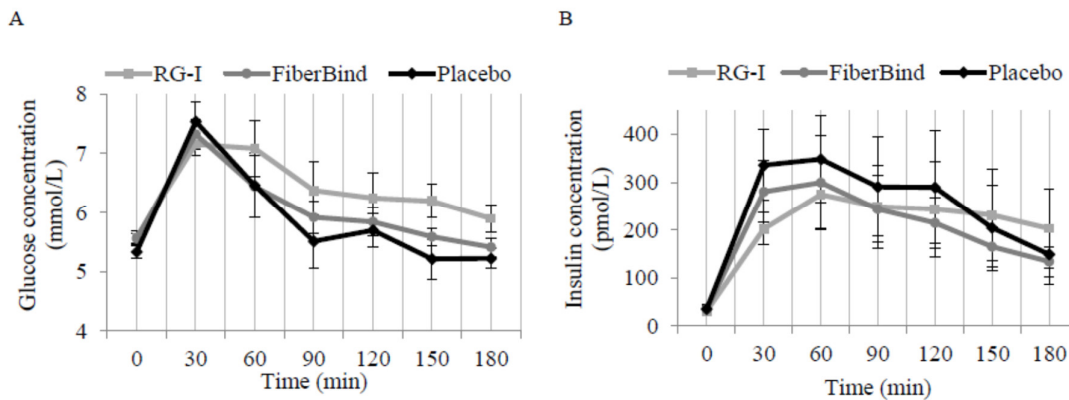 A
RG-I FiberBind Placebo
Glucose concentration
(mmol/L)
8
7
6
5
4
0 30 60 90 120 150 180
Time (min)
B
RG-I FiberBind Placebo
Insulin concentration
(pmol/L)
400
300
200
100
0
0 30 60 90 120 150 180
Time (min)